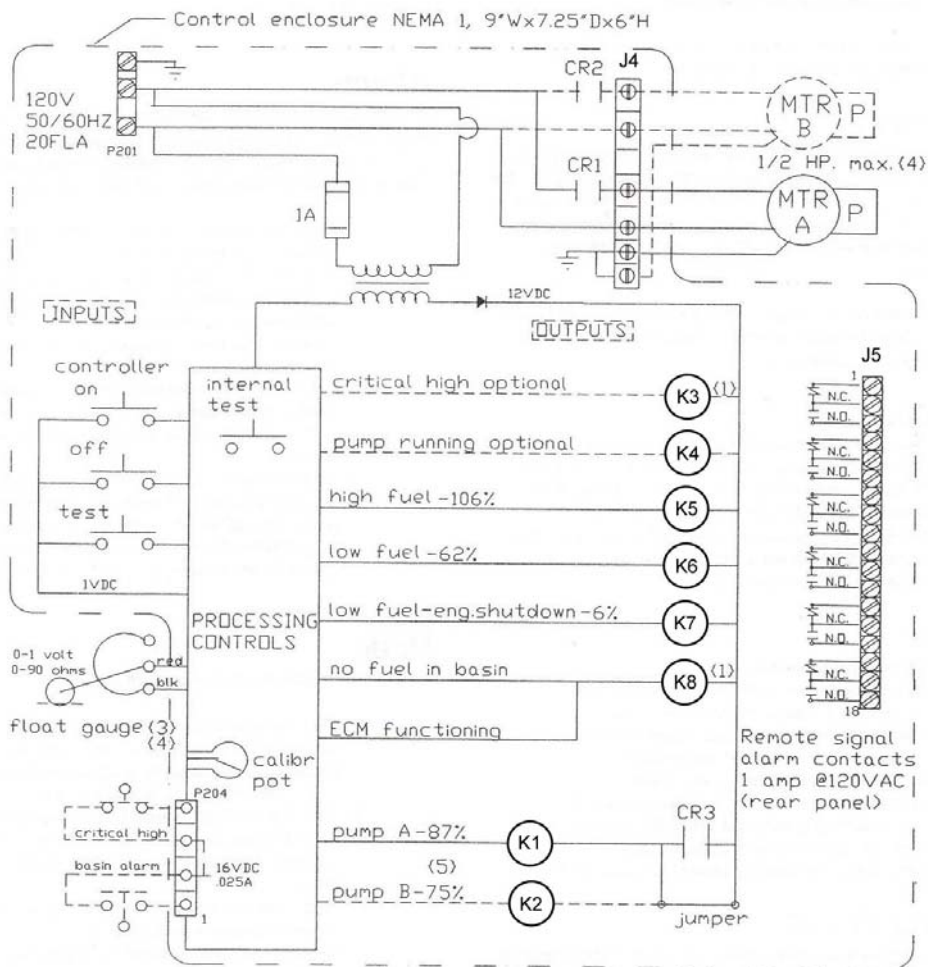 Control enclosure NEMA 1, 9"Wx7.25"Dx6"H
J4
CR2
120V
50/60HZ
20FLA
P201
MTR
B
P
1/2 HP. max.(4)
CR1
MTR
A
P
1A
12VDC
INPUTS
OUTPUTS
J5
controller
on
off
test
1VDC
internal
test
critical high optional
K3
(1)
pump running optional
K4
high fuel -106%
K5
low fuel -62%
K6
low fuel-eng.shutdown-6%
K7
no fuel in basin
K8
(1)
ECM functioning
PROCESSING
CONTROLS
1
N.C.
N.O.
N.C.
N.O.
N.C.
N.O.
N.C.
N.O.
N.C.
N.O.
N.C.
N.O.
18
0-1 volt
0-90 ohms
red
blk
float gauge (3)
(4)
calibr
pot
P204
critical high
basin alarm
16VDC
.025A
1
Remote signal
alarm contacts
1 amp @120VAC
(rear panel)
pump A-87%
K1
CR3
(5)
pump B-75%
K2
jumper